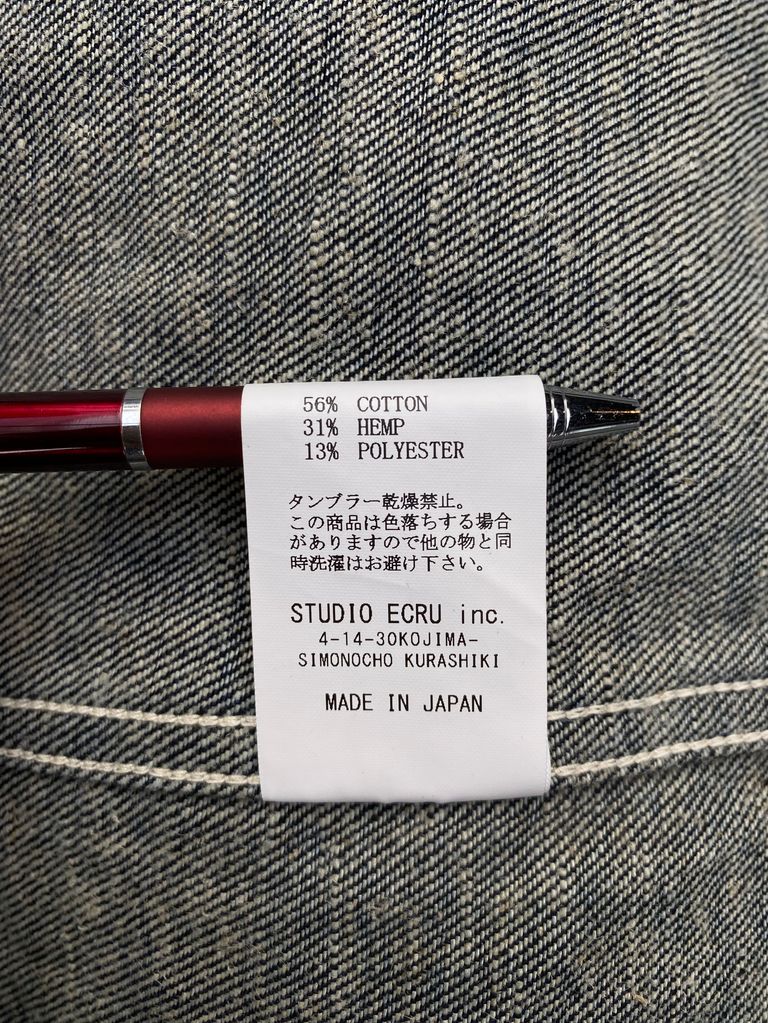 56% COTTON
31% HEMP
13% POLYESTER
タンブラー乾燥禁止。
この商品は色落ちする場合
がありますので他の物と同
時洗濯はお避け下さい。
STUDIO ECRU inc.
4-14-30KOJIMA-
SIMONOCHO KURASHIKI
MADE IN JAPAN